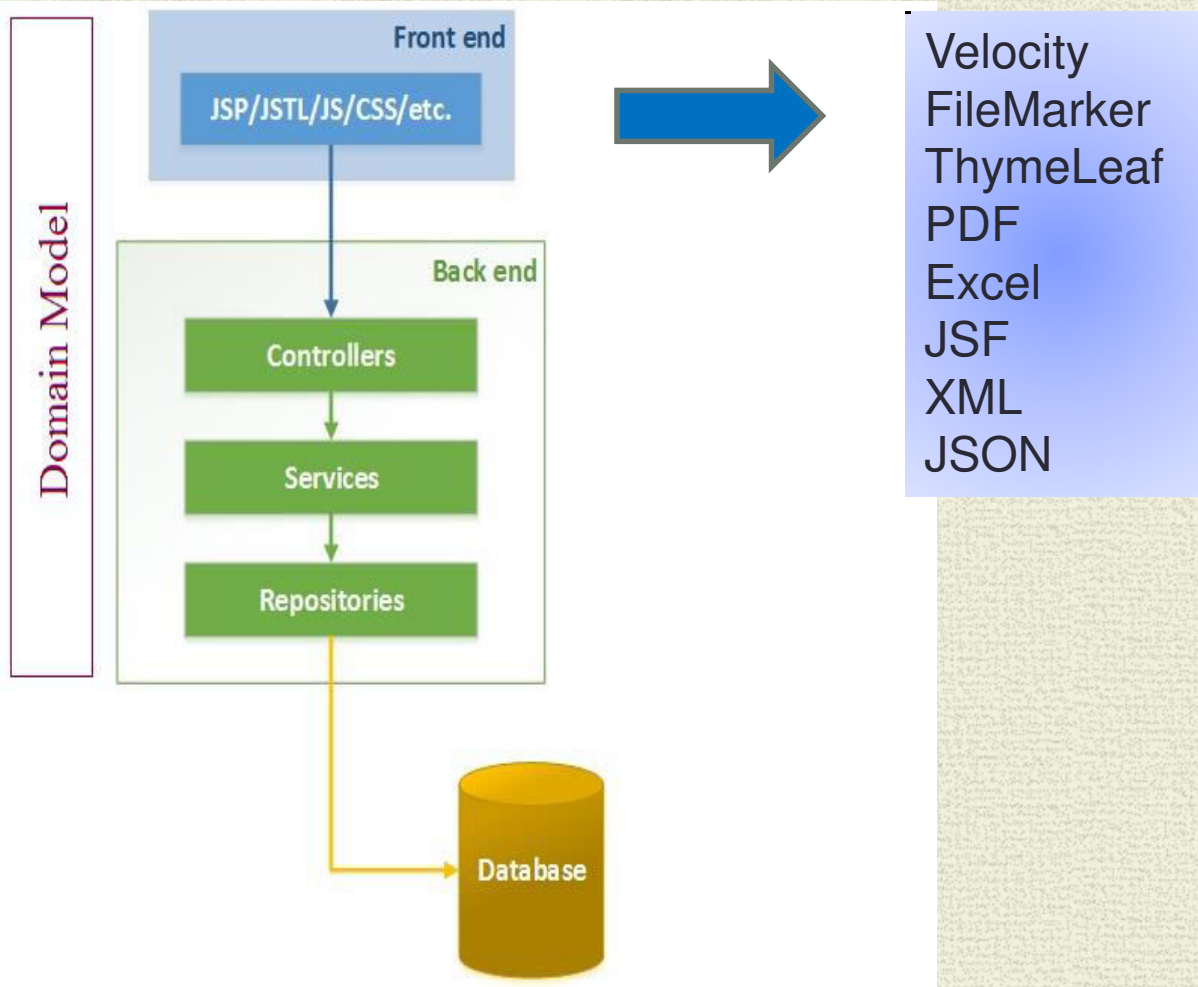 Domain Model
Front end
JSP/JSTL/JS/CSS/etc.
Back end
Controllers
Services
Repositories
Database
Velocity
FileMarker
ThymeLeaf
PDF
Excel
JSF
XML
JSON